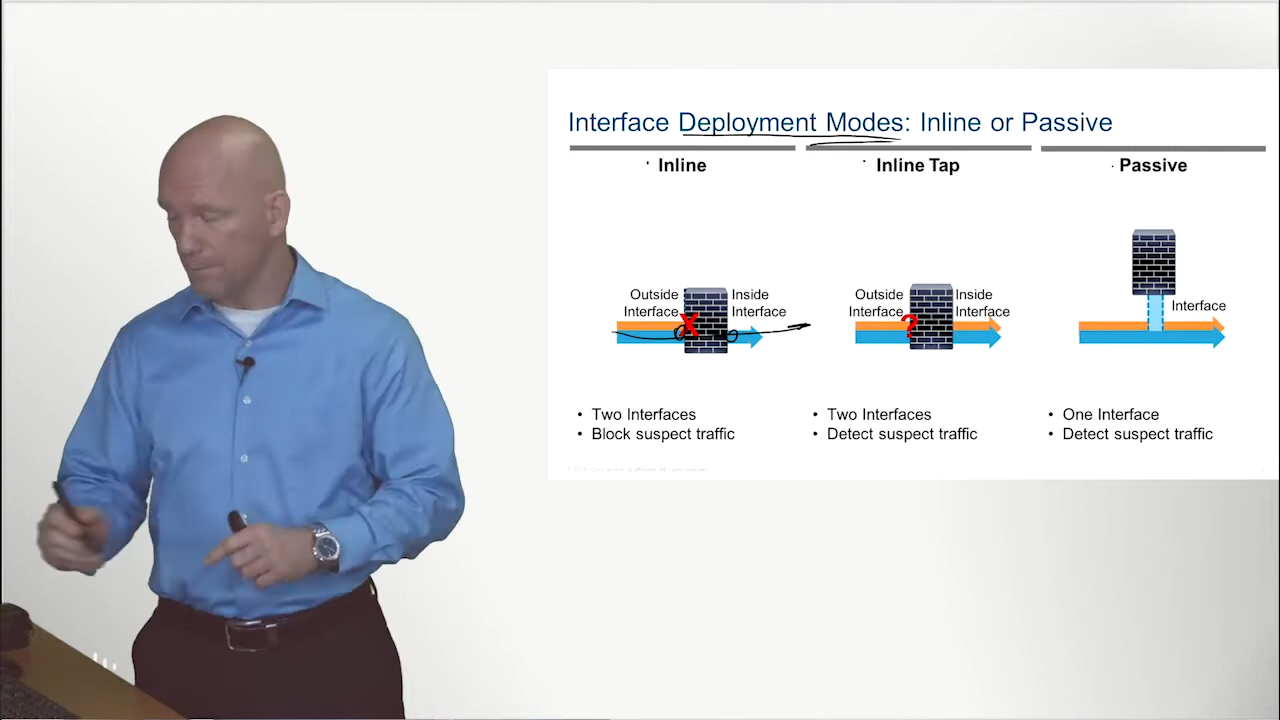 Interface Deployment Modes: Inline or Passive
Inline
Inline Tap
Passive
Outside
Interface
Inside
Interface
X
Outside
Interface
Inside
Interface
?
Interface
• Two Interfaces
• Block suspect traffic
• Two Interfaces
• Detect suspect traffic
• One Interface
• Detect suspect traffic